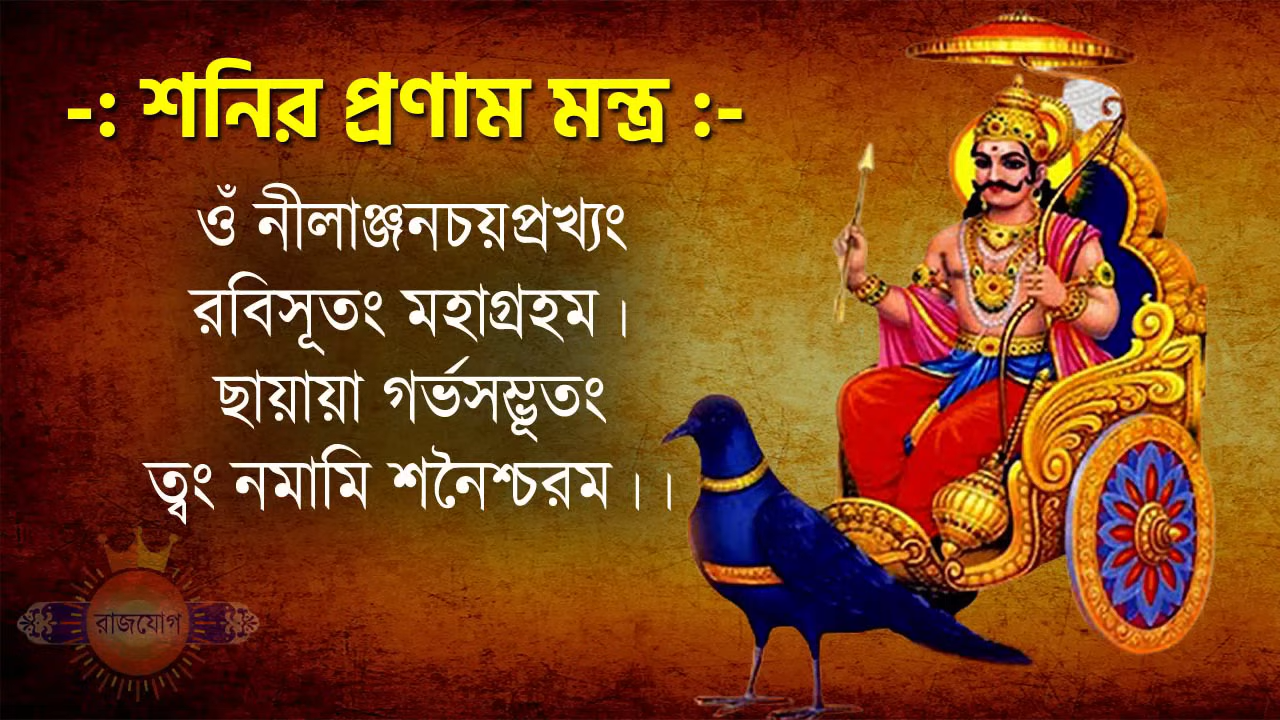 -: শনির প্রণাম মন্ত্র :-
ওঁ নীলাঞ্জনচয়প্রখ্যং
রবিসূতং মহাগ্রহম।
ছায়ায়া গর্ভসম্ভূতং
ত্বং নমামি শনৈশ্চরম।।
রাজযোগ